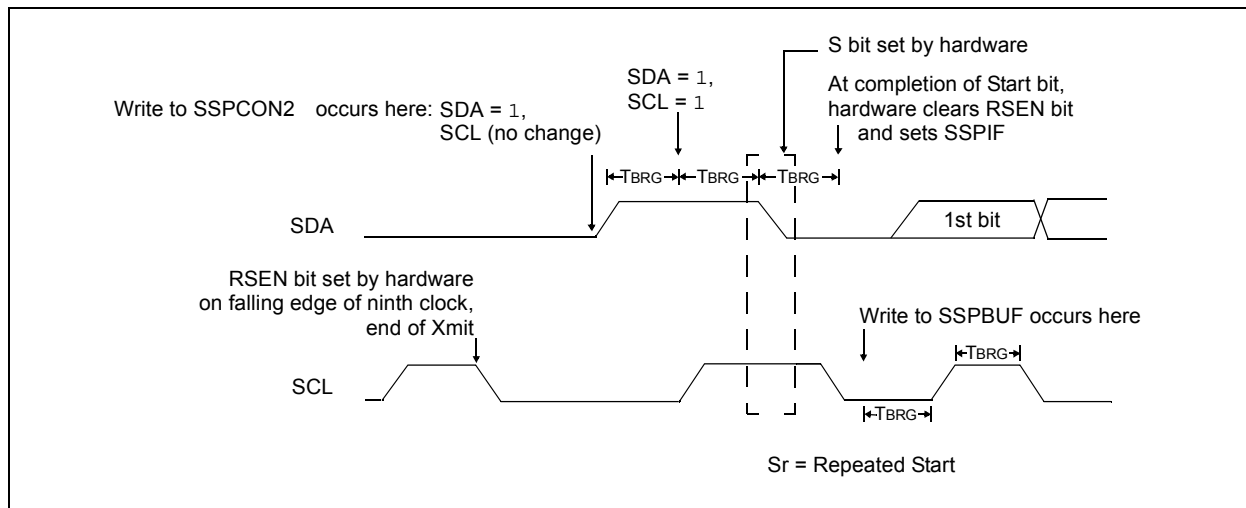 S bit set by hardware
SDA = 1,
SCL = 1
At completion of Start bit,
hardware clears RSEN bit
and sets SSPIF
Write to SSPCON2 occurs here: SDA = 1,
SCL (no change)
TBRG
TBRG
TBRG
SDA
1st bit
RSEN bit set by hardware
on falling edge of ninth clock,
end of Xmit
Write to SSPBUF occurs here
TBRG
SCL
TBRG
Sr = Repeated Start